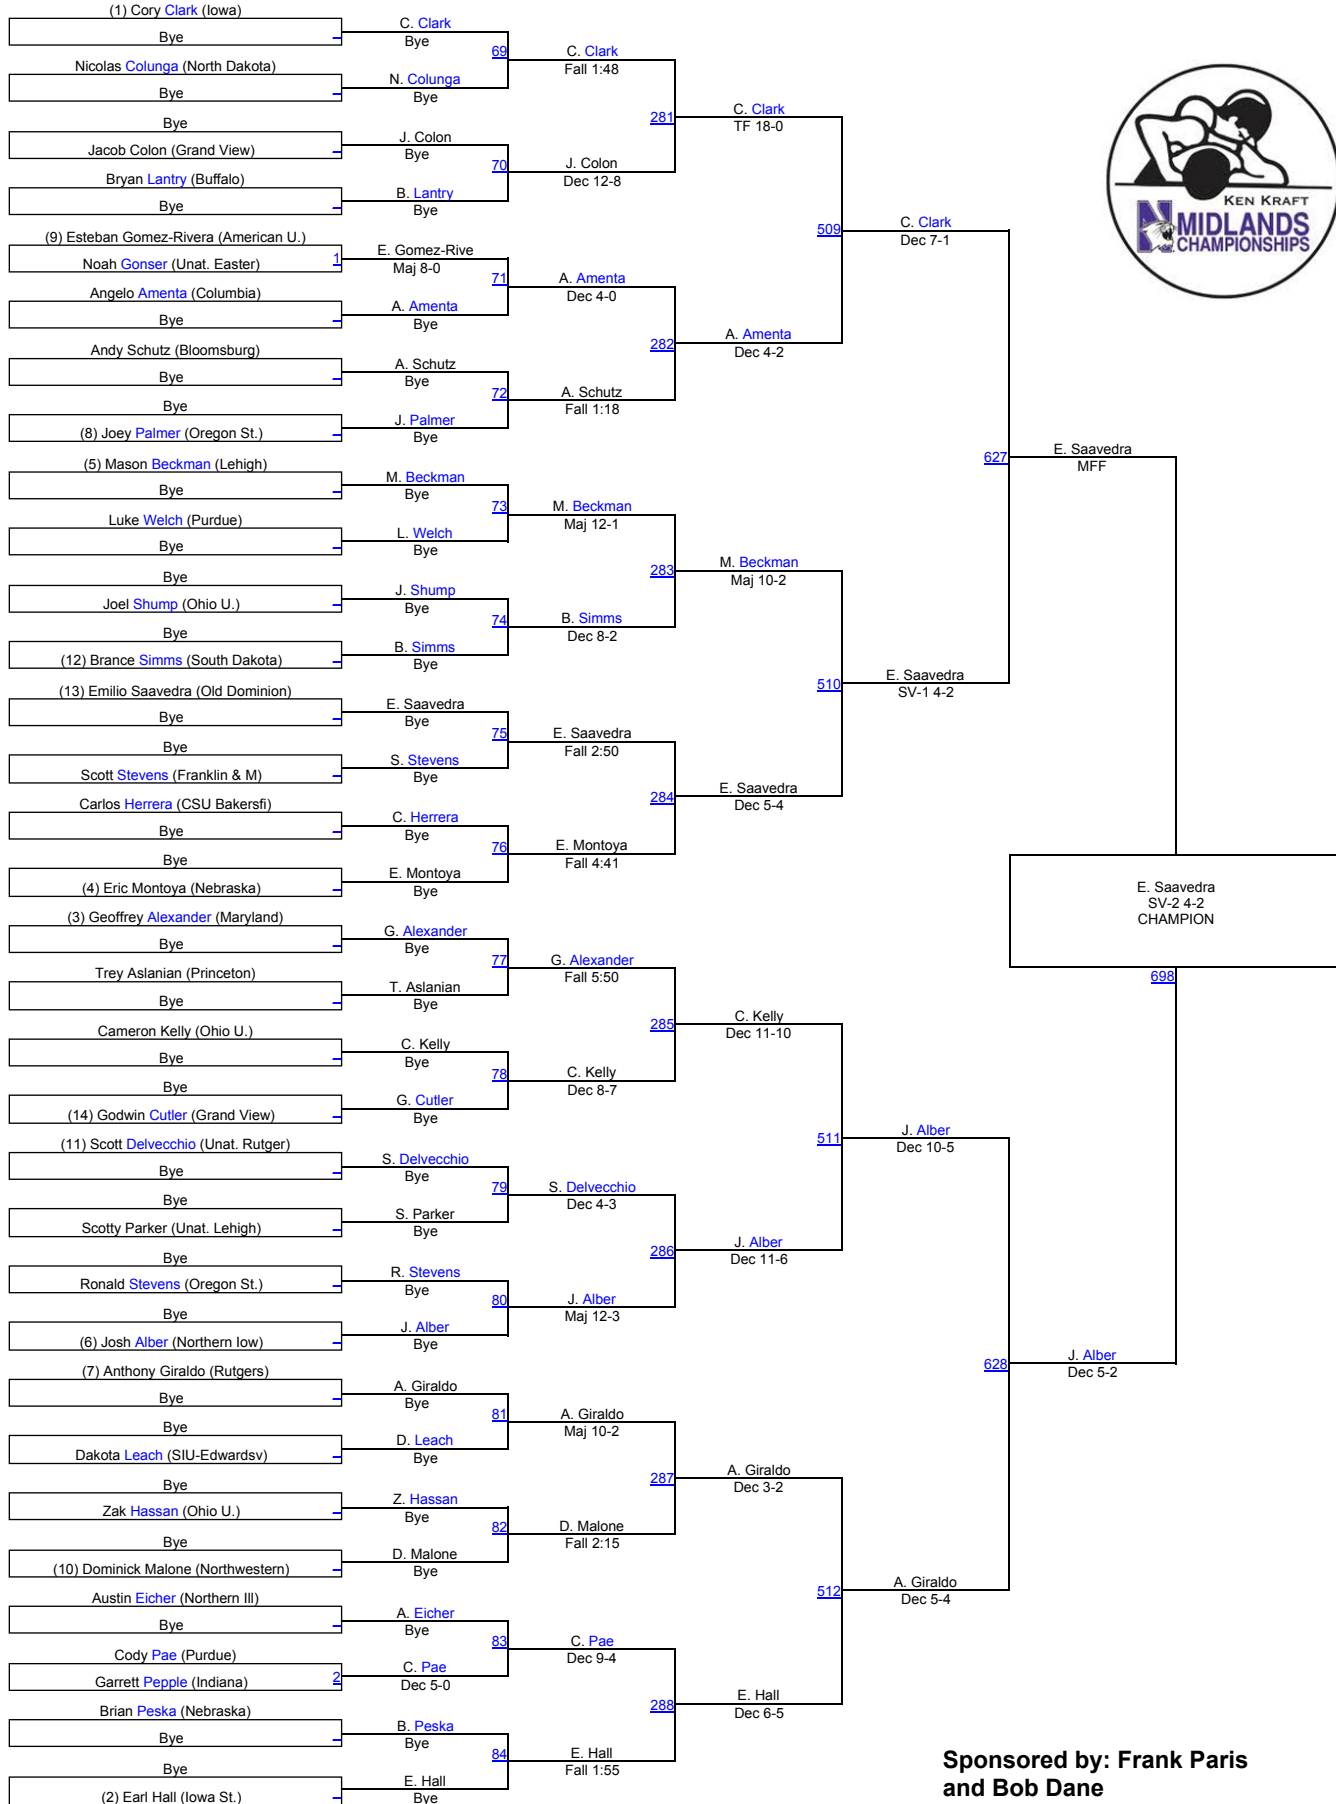 (1) Cory Clark (Iowa)
Bye
Nicolas Colunga (North Dakota)
Bye
Bye
Jacob Colon (Grand View)
Bryan Lantry (Buffalo)
Bye
(9) Esteban Gomez-Rivera (American U.)
Noah Gonser (Unat. Easter)
1
Angelo Amenta (Columbia)
Bye
Andy Schutz (Bloomsburg)
Bye
Bye
(8) Joey Palmer (Oregon St.)
(5) Mason Beckman (Lehigh)
Bye
Luke Welch (Purdue)
Bye
Bye
Joel Shump (Ohio U.)
Bye
(12) Brance Simms (South Dakota)
(13) Emilio Saavedra (Old Dominion)
Bye
Bye
Scott Stevens (Franklin & M)
Carlos Herrera (CSU Bakersfi)
Bye
Bye
(4) Eric Montoya (Nebraska)
(3) Geoffrey Alexander (Maryland)
Bye
Trey Aslanian (Princeton)
Bye
Cameron Kelly (Ohio U.)
Bye
Bye
(14) Godwin Cutler (Grand View)
(11) Scott Delvecchio (Unat. Rutger)
Bye
Bye
Scotty Parker (Unat. Lehigh)
Bye
Ronald Stevens (Oregon St.)
Bye
(6) Josh Alber (Northern Iow)
(7) Anthony Giraldo (Rutgers)
Bye
Bye
Dakota Leach (SIU-Edwardsv)
Bye
Zak Hassan (Ohio U.)
Bye
(10) Dominick Malone (Northwestern)
Austin Eicher (Northern Ill)
Bye
Cody Pae (Purdue)
Garrett Pepple (Indiana)
2
Brian Peska (Nebraska)
Bye
Bye
(2) Earl Hall (Iowa St.)
C. Clark
Bye
69
N. Colunga
Bye
J. Colon
Bye
70
B. Lantry
Bye
E. Gomez-Rive
Maj 8-0
71
A. Amenta
Bye
A. Schutz
Bye
72
J. Palmer
Bye
M. Beckman
Bye
73
L. Welch
Bye
J. Shump
Bye
74
B. Simms
Bye
E. Saavedra
Bye
75
S. Stevens
Bye
C. Herrera
Bye
76
E. Montoya
Bye
G. Alexander
Bye
77
T. Aslanian
Bye
C. Kelly
Bye
78
G. Cutler
Bye
S. Delvecchio
Bye
79
S. Parker
Bye
R. Stevens
Bye
80
J. Alber
Bye
A. Giraldo
Bye
81
D. Leach
Bye
Z. Hassan
Bye
82
D. Malone
Bye
A. Eicher
Bye
83
C. Pae
Dec 5-0
B. Peska
Bye
84
E. Hall
Bye
C. Clark
Fall 1:48
281
J. Colon
Dec 12-8
A. Amenta
Dec 4-0
282
A. Schutz
Fall 1:18
M. Beckman
Maj 12-1
283
B. Simms
Dec 8-2
E. Saavedra
Fall 2:50
284
E. Montoya
Fall 4:41
G. Alexander
Fall 5:50
285
C. Kelly
Dec 8-7
S. Delvecchio
Dec 4-3
286
J. Alber
Maj 12-3
A. Giraldo
Maj 10-2
287
D. Malone
Fall 2:15
C. Pae
Dec 9-4
288
E. Hall
Fall 1:55
C. Clark
TF 18-0
509
A. Amenta
Dec 4-2
M. Beckman
Maj 10-2
510
E. Saavedra
Dec 5-4
C. Kelly
Dec 11-10
511
J. Alber
Dec 11-6
A. Giraldo
Dec 3-2
512
E. Hall
Dec 6-5
C. Clark
Dec 7-1
627
E. Saavedra
SV-1 4-2
J. Alber
Dec 10-5
628
A. Giraldo
Dec 5-4
E. Saavedra
MFF
J. Alber
Dec 5-2
E. Saavedra
SV-2 4-2
CHAMPION
698
KEN KRAFT
N MIDLANDS
CHAMPIONSHIPS
Sponsored by: Frank Paris
and Bob Dane